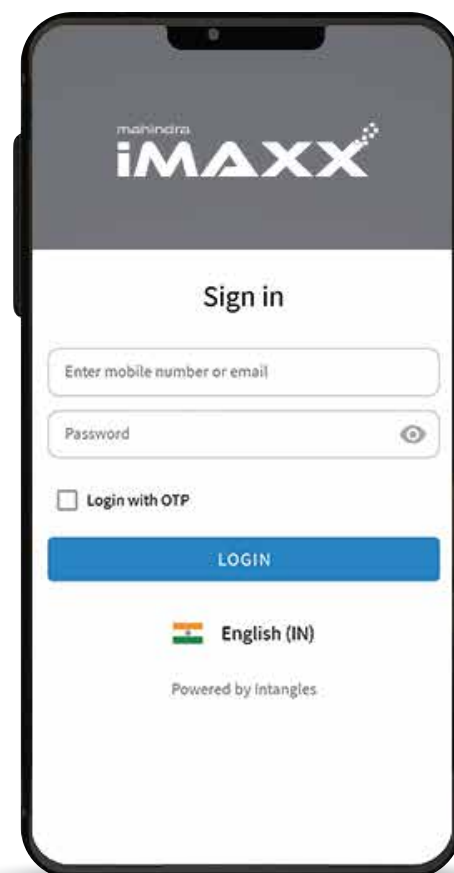 mahindra
iMAXX
Sign in
Enter mobile number or email
Password
Login with OTP
LOGIN
English (IN)
Powered by Intangles